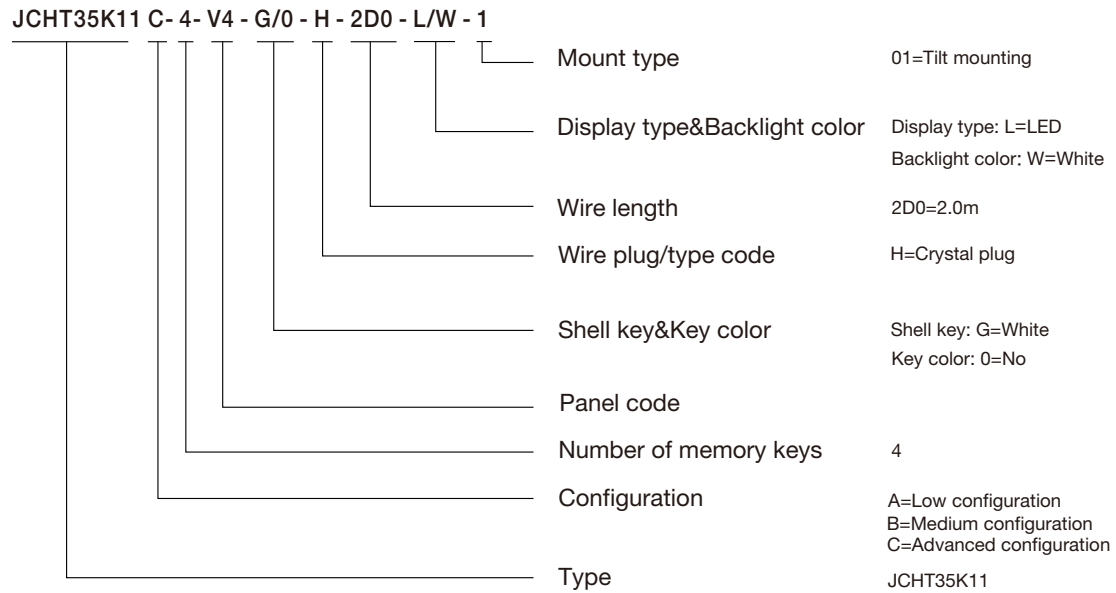 JCHT35K11 C- 4- V4 - G/0 - H - 2D0 - L/W - 1
Mount type 01=Tilt mounting
Display type&Backlight color Display type: L=LED
Backlight color: W=White
Wire length 2D0=2.0m
Wire plug/type code H=Crystal plug
Shell key&Key color Shell key: G=White
Key color: 0=No
Panel code
Number of memory keys 4
Configuration A=Low configuration
B=Medium configuration
C=Advanced configuration
Type JCHT35K11